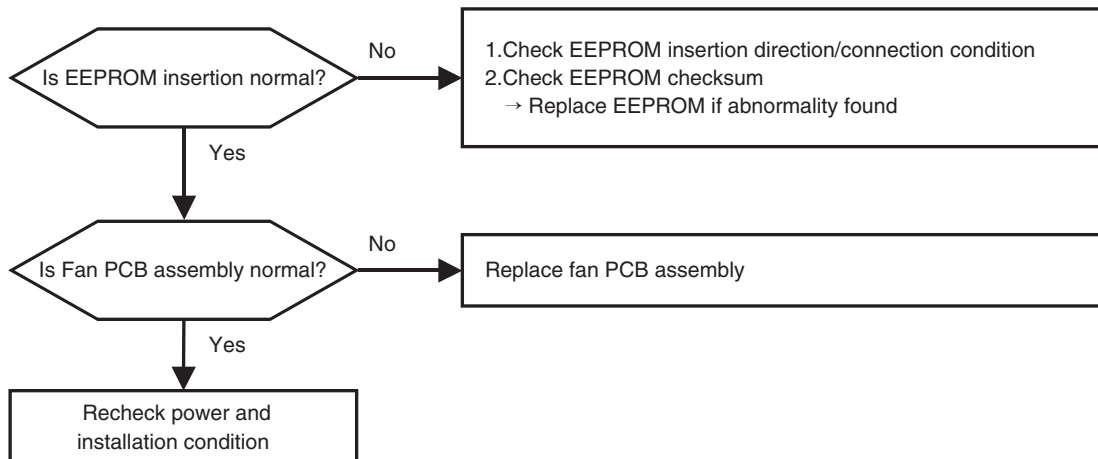 Is EEPROM insertion normal?
No
1.Check EEPROM insertion direction/connection condition
2.Check EEPROM checksum
→ Replace EEPROM if abnormality found
Yes
Is Fan PCB assembly normal?
No
Replace fan PCB assembly
Yes
Recheck power and
installation condition